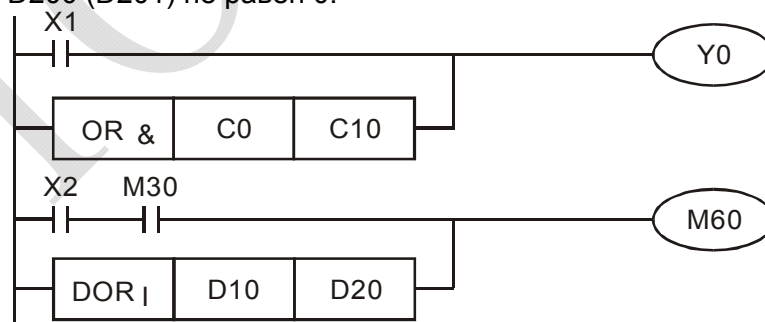 D200 (D201) не равен 0.
X1
Y0
OR & C0 C10
X2 M30
M60
DOR | D10 D20